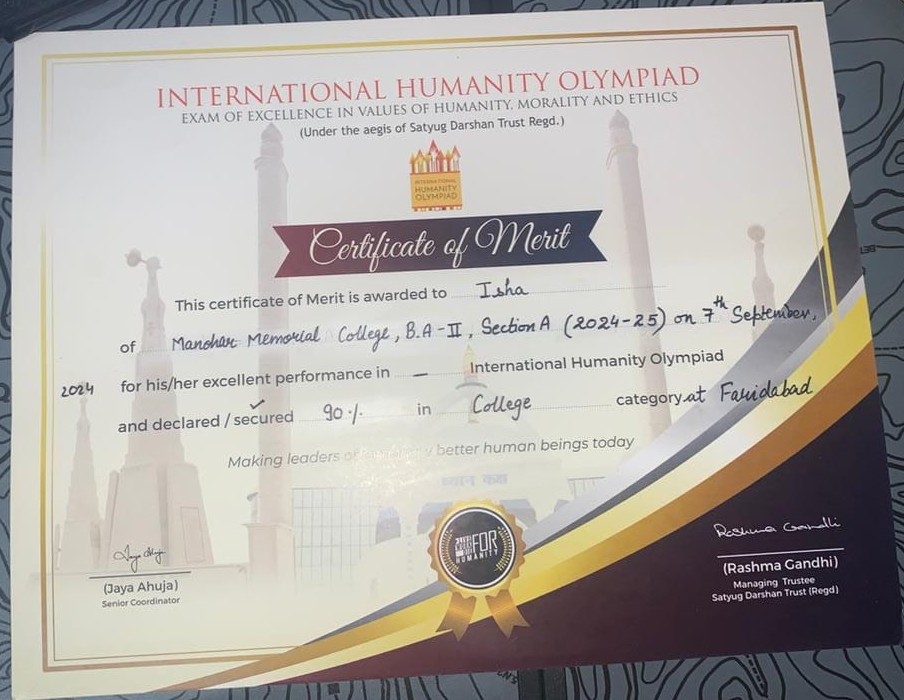 INTERNATIONAL HUMANITY OLYMPIAD
EXAM OF EXCELLENCE IN VALUES OF HUMANITY, MORALITY AND ETHICS
(Under the aegis of Satyug Darshan Trust Regd.)
INTERNATIONAL
HUMANITY
OLYMPIAD
Certificate of Merit
This certificate of Merit is awarded to Isha
of Manohar Memorial College, B.A-II, Section A (2024-25) on 7th September,
2024 for his/her excellent performance in — International Humanity Olympiad
and declared / secured ✓ 90% in College category at Faridabad
Making leaders of better human beings today
ध्यान कक्ष
FOR
HUMANITY
(Jaya Ahuja)
Senior Coordinator
Rashma Gandhi
(Rashma Gandhi)
Managing Trustee
Satyug Darshan Trust (Regd)